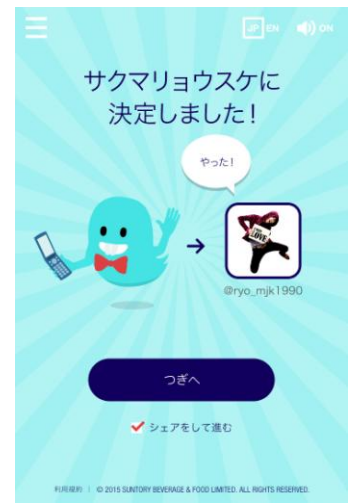 JP EN ON
サクマリョウスケに
決定しました!
やった!
LOVE
@ryo_mjk1990
つぎへ
シェアをして進む
利用規約 | © 2015 SUNTORY BEVERAGE & FOOD LIMITED. ALL RIGHTS RESERVED.